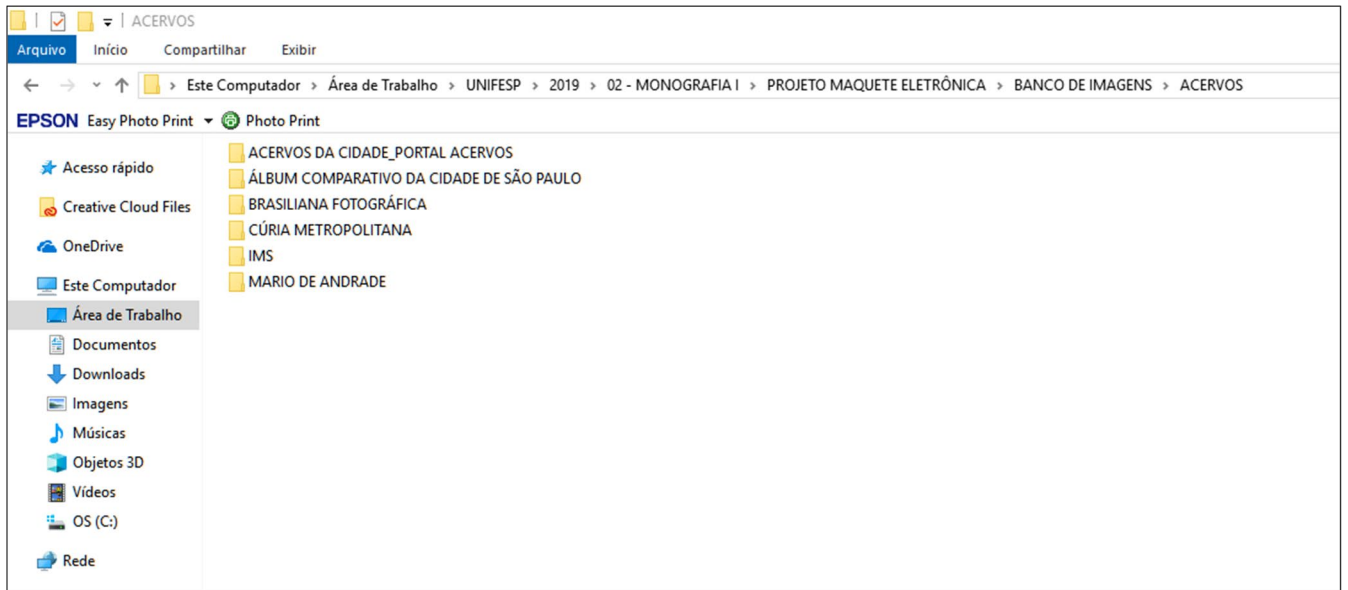 ACERVOS
Arquivo Início Compartilhar Exibir
Este Computador > Área de Trabalho > UNIFESP > 2019 > 02 - MONOGRAFIA I > PROJETO MAQUETE ELETRÔNICA > BANCO DE IMAGENS > ACERVOS
EPSON Easy Photo Print Photo Print
Acesso rápido
Creative Cloud Files
OneDrive
Este Computador
Área de Trabalho
Documentos
Downloads
Imagens
Músicas
Objetos 3D
Vídeos
OS (C:)
Rede
ACERVOS DA CIDADE_PORTAL ACERVOS
ÁLBUM COMPARATIVO DA CIDADE DE SÃO PAULO
BRASILIANA FOTOGRÁFICA
CÚRIA METROPOLITANA
IMS
MARIO DE ANDRADE